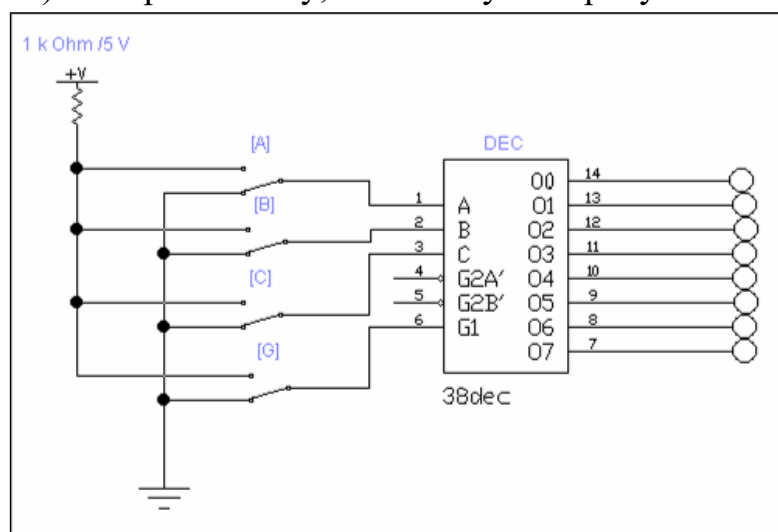 1 k Ohm /5 V
+V
[A]
[B]
[C]
[G]
DEC
1 A
2 B
3 C
4 G2A'
5 G2B'
6 G1
O0 14
O1 13
O2 12
O3 11
O4 10
O5 9
O6 8
O7 7
38dec